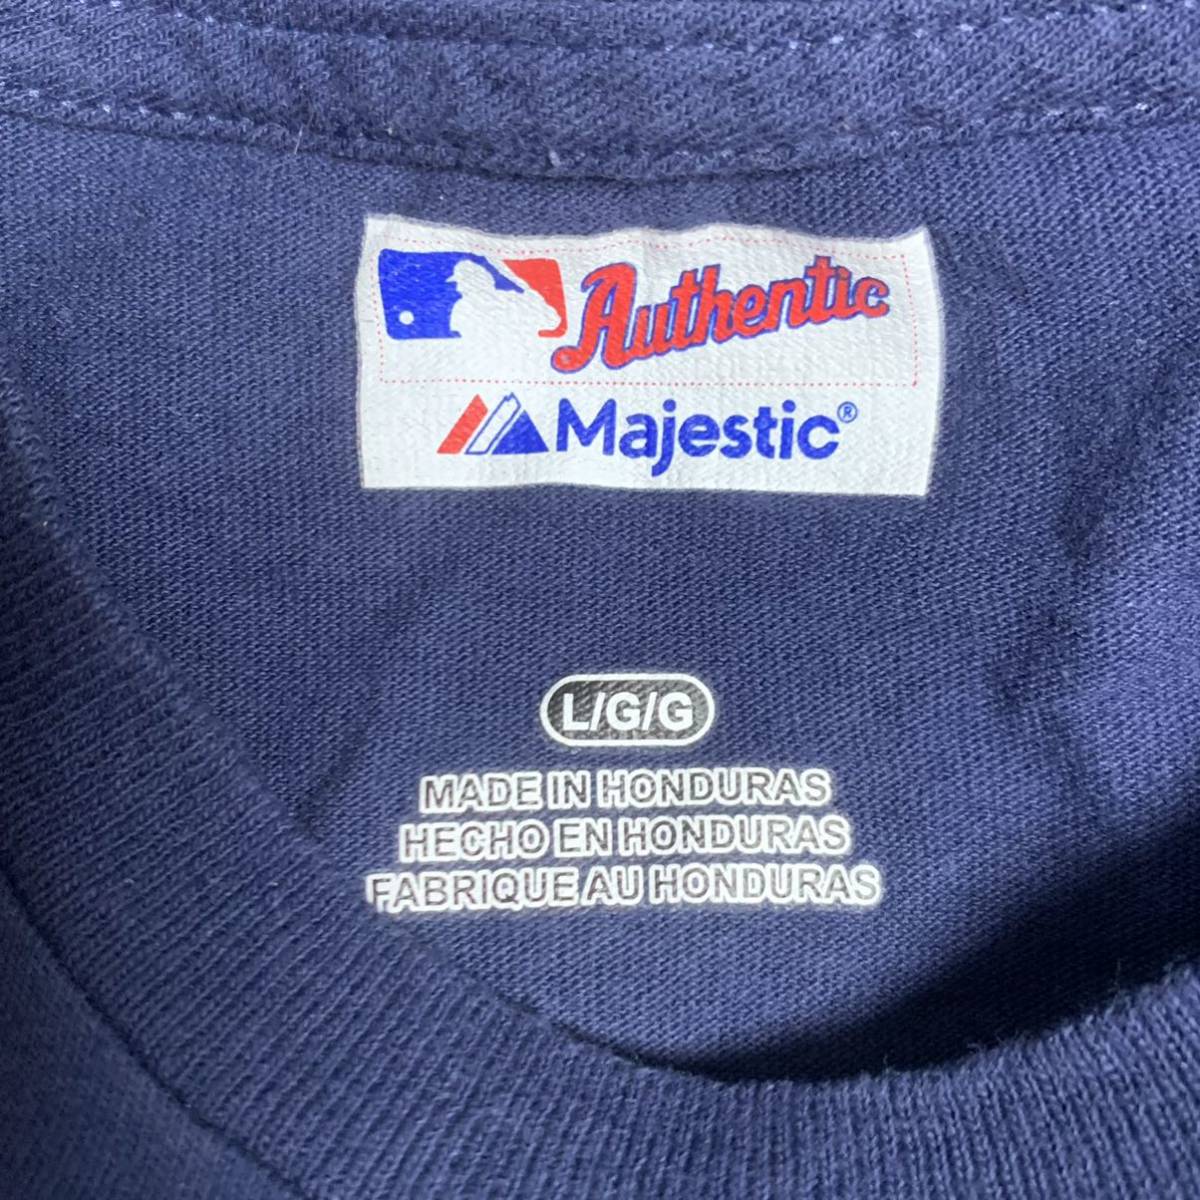 Authentic
Majestic®
L/G/G
MADE IN HONDURAS
HECHO EN HONDURAS
FABRIQUE AU HONDURAS